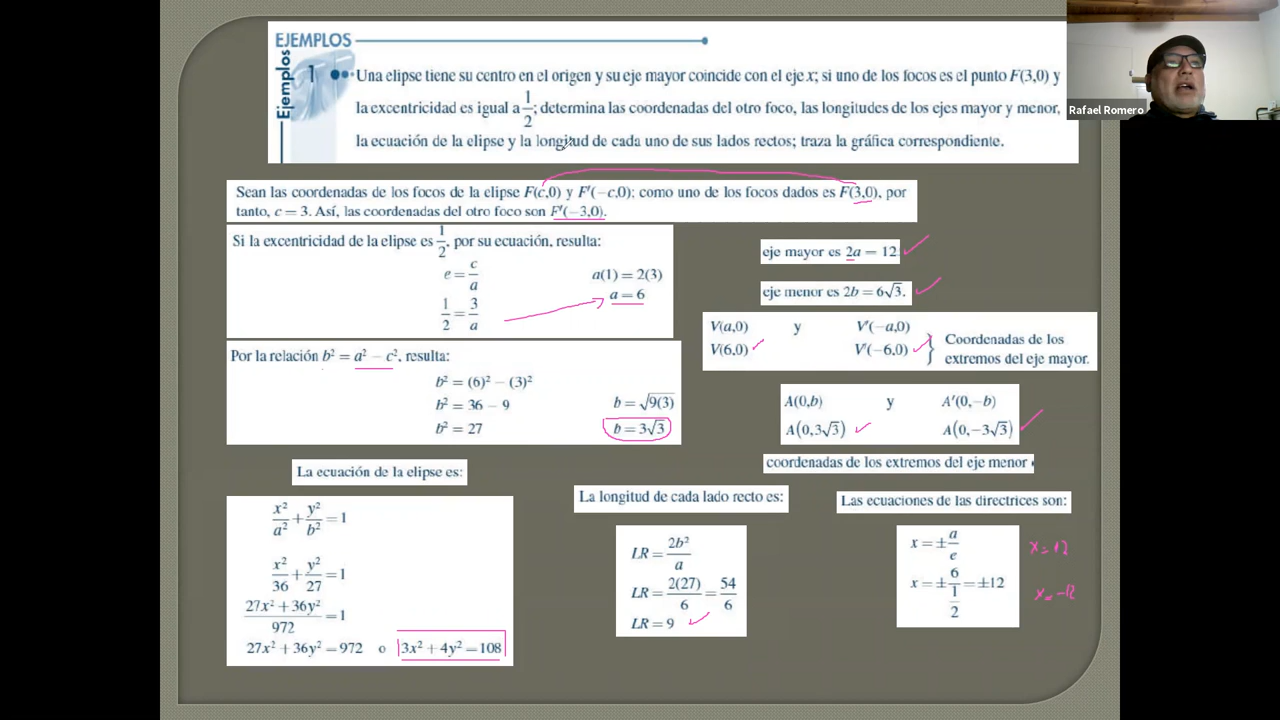 EJEMPLOS
Ejemplos
1
Una elipse tiene su centro en el origen y su eje mayor coincide con el eje x; si uno de los focos es el punto F(3,0) y
la excentricidad es igual a 1/2; determina las coordenadas del otro foco, las longitudes de los ejes mayor y menor,
la ecuación de la elipse y la longitud de cada uno de sus lados rectos; traza la gráfica correspondiente.
Rafael Romero
Sean las coordenadas de los focos de la elipse F(c,0) y F'(−c,0); como uno de los focos dados es F(3,0), por
tanto, c = 3. Así, las coordenadas del otro foco son F'(−3,0).
Si la excentricidad de la elipse es 1/2, por su ecuación, resulta:
e = c/a
a(1) = 2(3)
1/2 = 3/a
a = 6
Por la relación b² = a² − c², resulta:
b² = (6)² − (3)²
b² = 36 − 9
b = √9(3)
b² = 27
b = 3√3
eje mayor es 2a = 12
eje menor es 2b = 6√3.
V(a,0) y V'(−a,0)
V(6,0) V'(−6,0)
} Coordenadas de los
extremos del eje mayor.
A(0,b) y A'(0,−b)
A(0,3√3) A(0,−3√3)
coordenadas de los extremos del eje menor
La ecuación de la elipse es:
x²/a² + y²/b² = 1
x²/36 + y²/27 = 1
27x² + 36y²/972 = 1
27x² + 36y² = 972 o 3x² + 4y² = 108
La longitud de cada lado recto es:
LR = 2b²/a
LR = 2(27)/6 = 54/6
LR = 9
Las ecuaciones de las directrices son:
x = ± a/e
x = ± 6/(1/2) = ±12
x = 12
x = −12